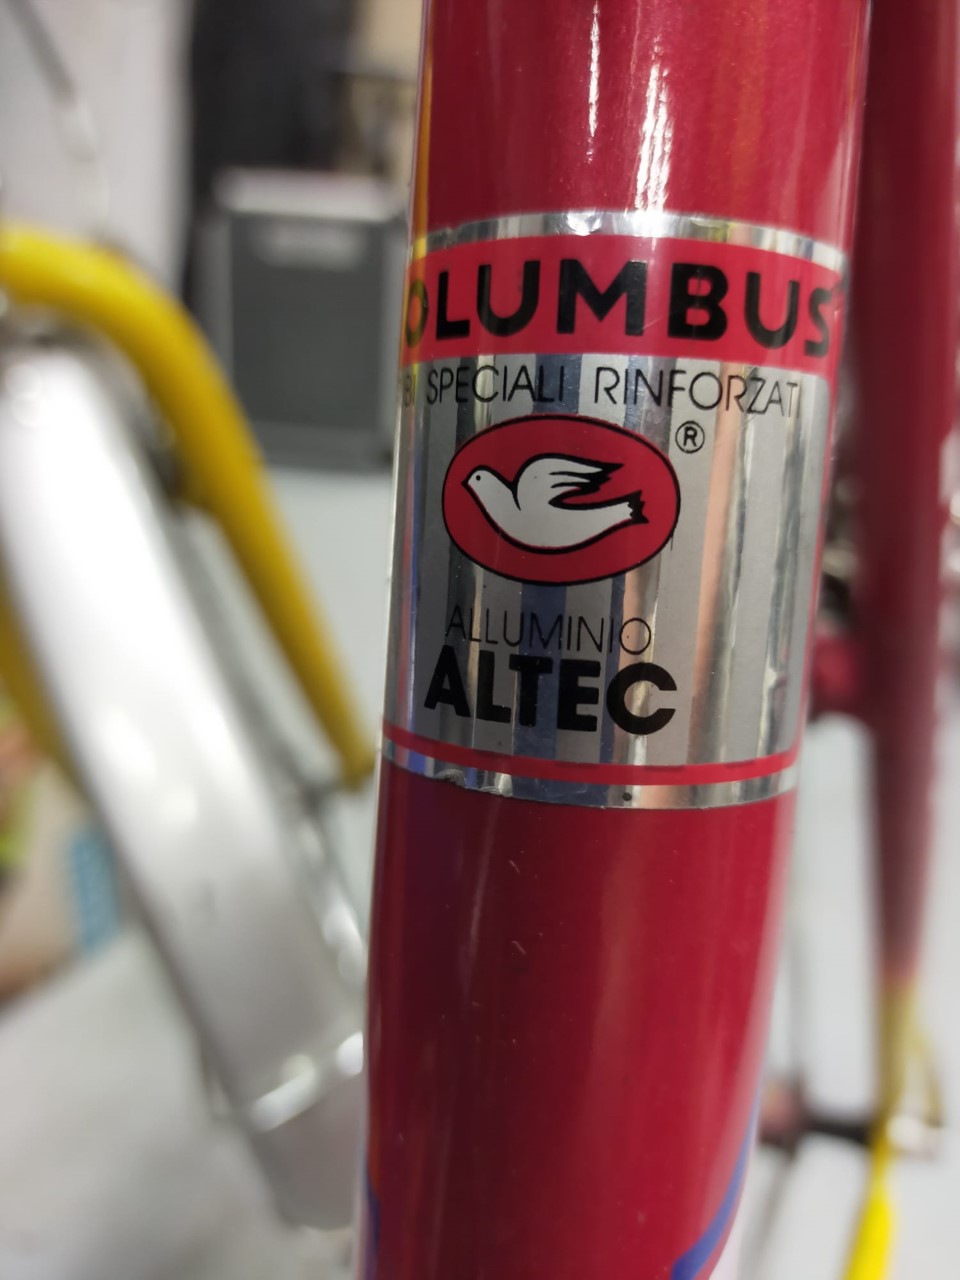 OLUMBUS
BI SPECIALI RINFORZATI
®
ALLUMINIO
ALTEC